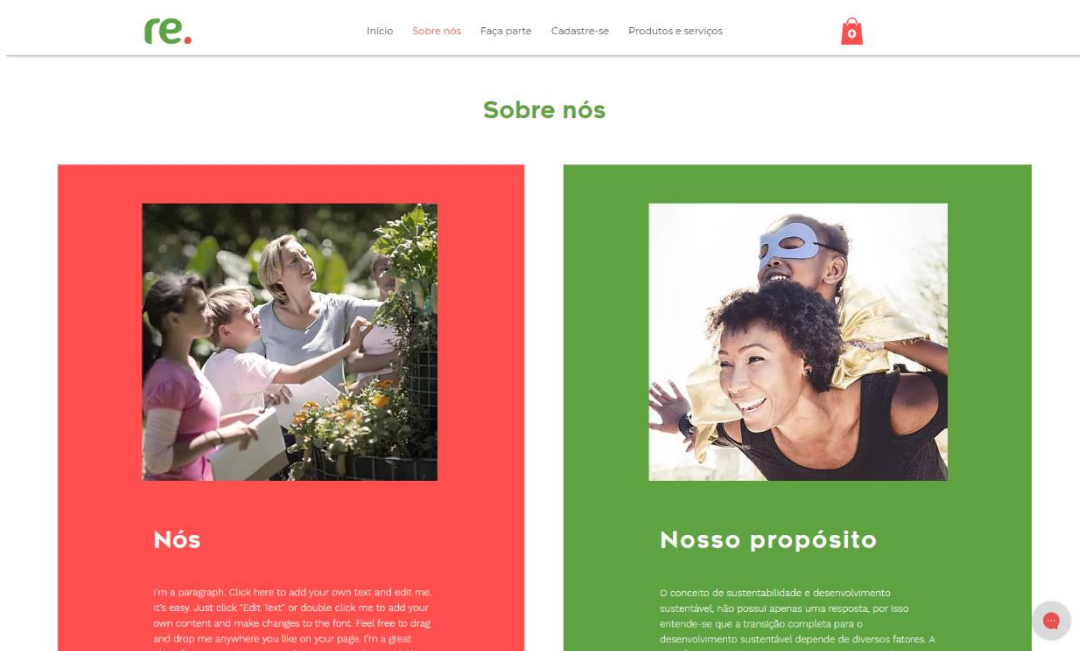 re.
Início Sobre nós Faça parte Cadastre-se Produtos e serviços
0
Sobre nós
Nós
I'm a paragraph. Click here to add your own text and edit me.
It's easy. Just click "Edit Text" or double click me to add your
own content and make changes to the font. Feel free to drag
and drop me anywhere you like on your page. I'm a great
Nosso propósito
O conceito de sustentabilidade e desenvolvimento
sustentável, não possui apenas uma resposta, por isso
entende-se que a transição completa para o
desenvolvimento sustentável depende de diversos fatores. A